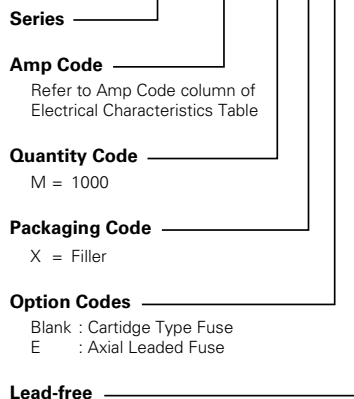 Series
Amp Code
Refer to Amp Code column of
Electrical Characteristics Table
Quantity Code
M = 1000
Packaging Code
X = Filler
Option Codes
Blank : Cartidge Type Fuse
E : Axial Leaded Fuse
Lead-free